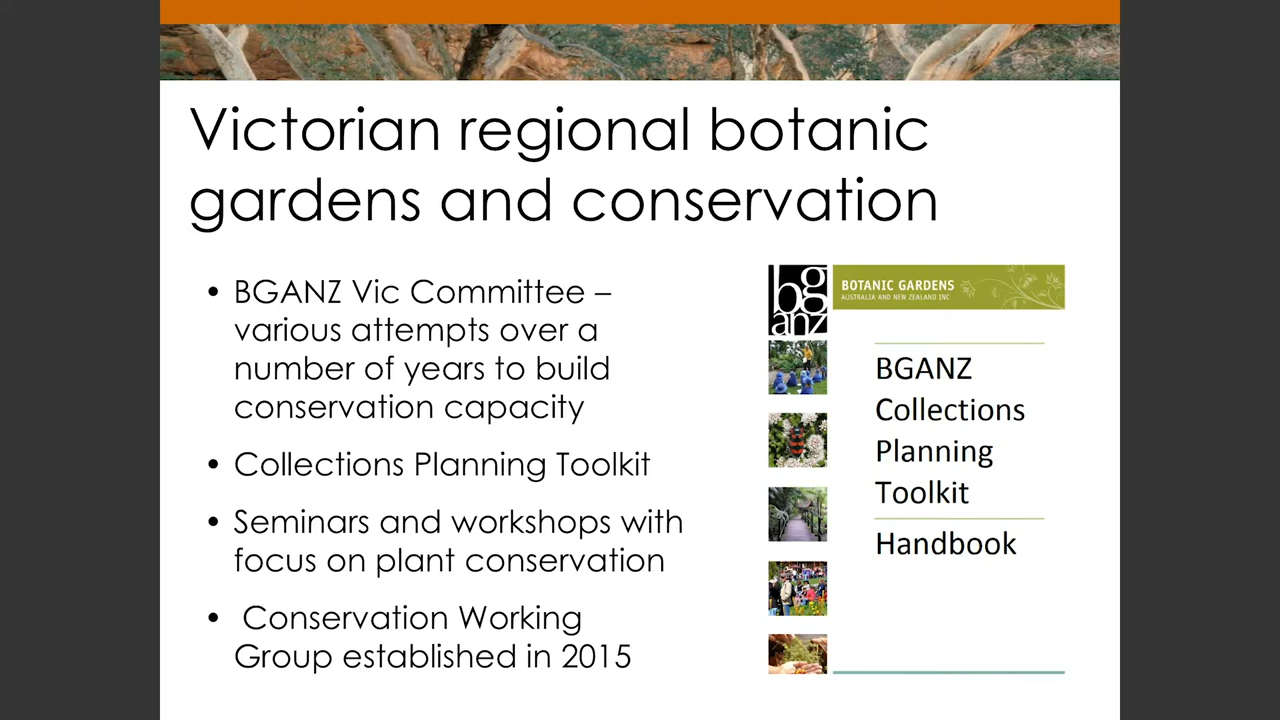 Victorian regional botanic
gardens and conservation
• BGANZ Vic Committee –
various attempts over a
number of years to build
conservation capacity
• Collections Planning Toolkit
• Seminars and workshops with
focus on plant conservation
• Conservation Working
Group established in 2015
bg
anz
BOTANIC GARDENS
AUSTRALIA AND NEW ZEALAND INC
BGANZ
Collections
Planning
Toolkit
Handbook